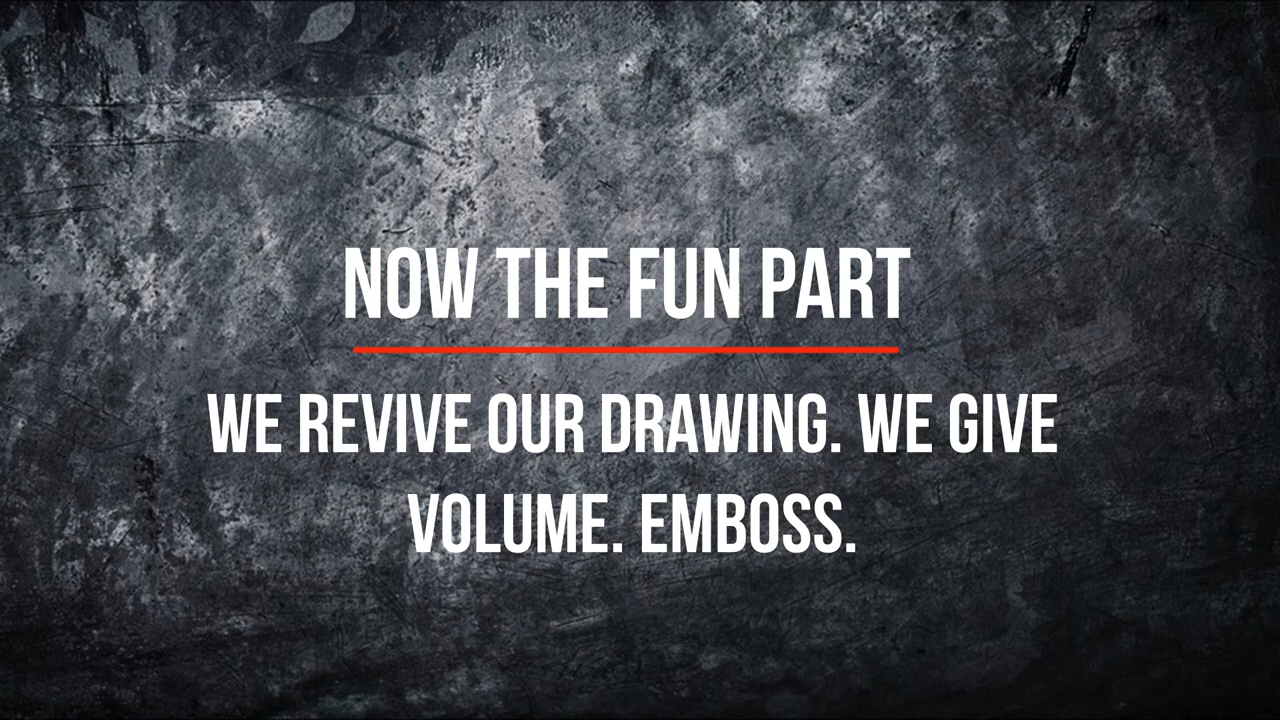 NOW THE FUN PART
WE REVIVE OUR DRAWING. WE GIVE
VOLUME. EMBOSS.